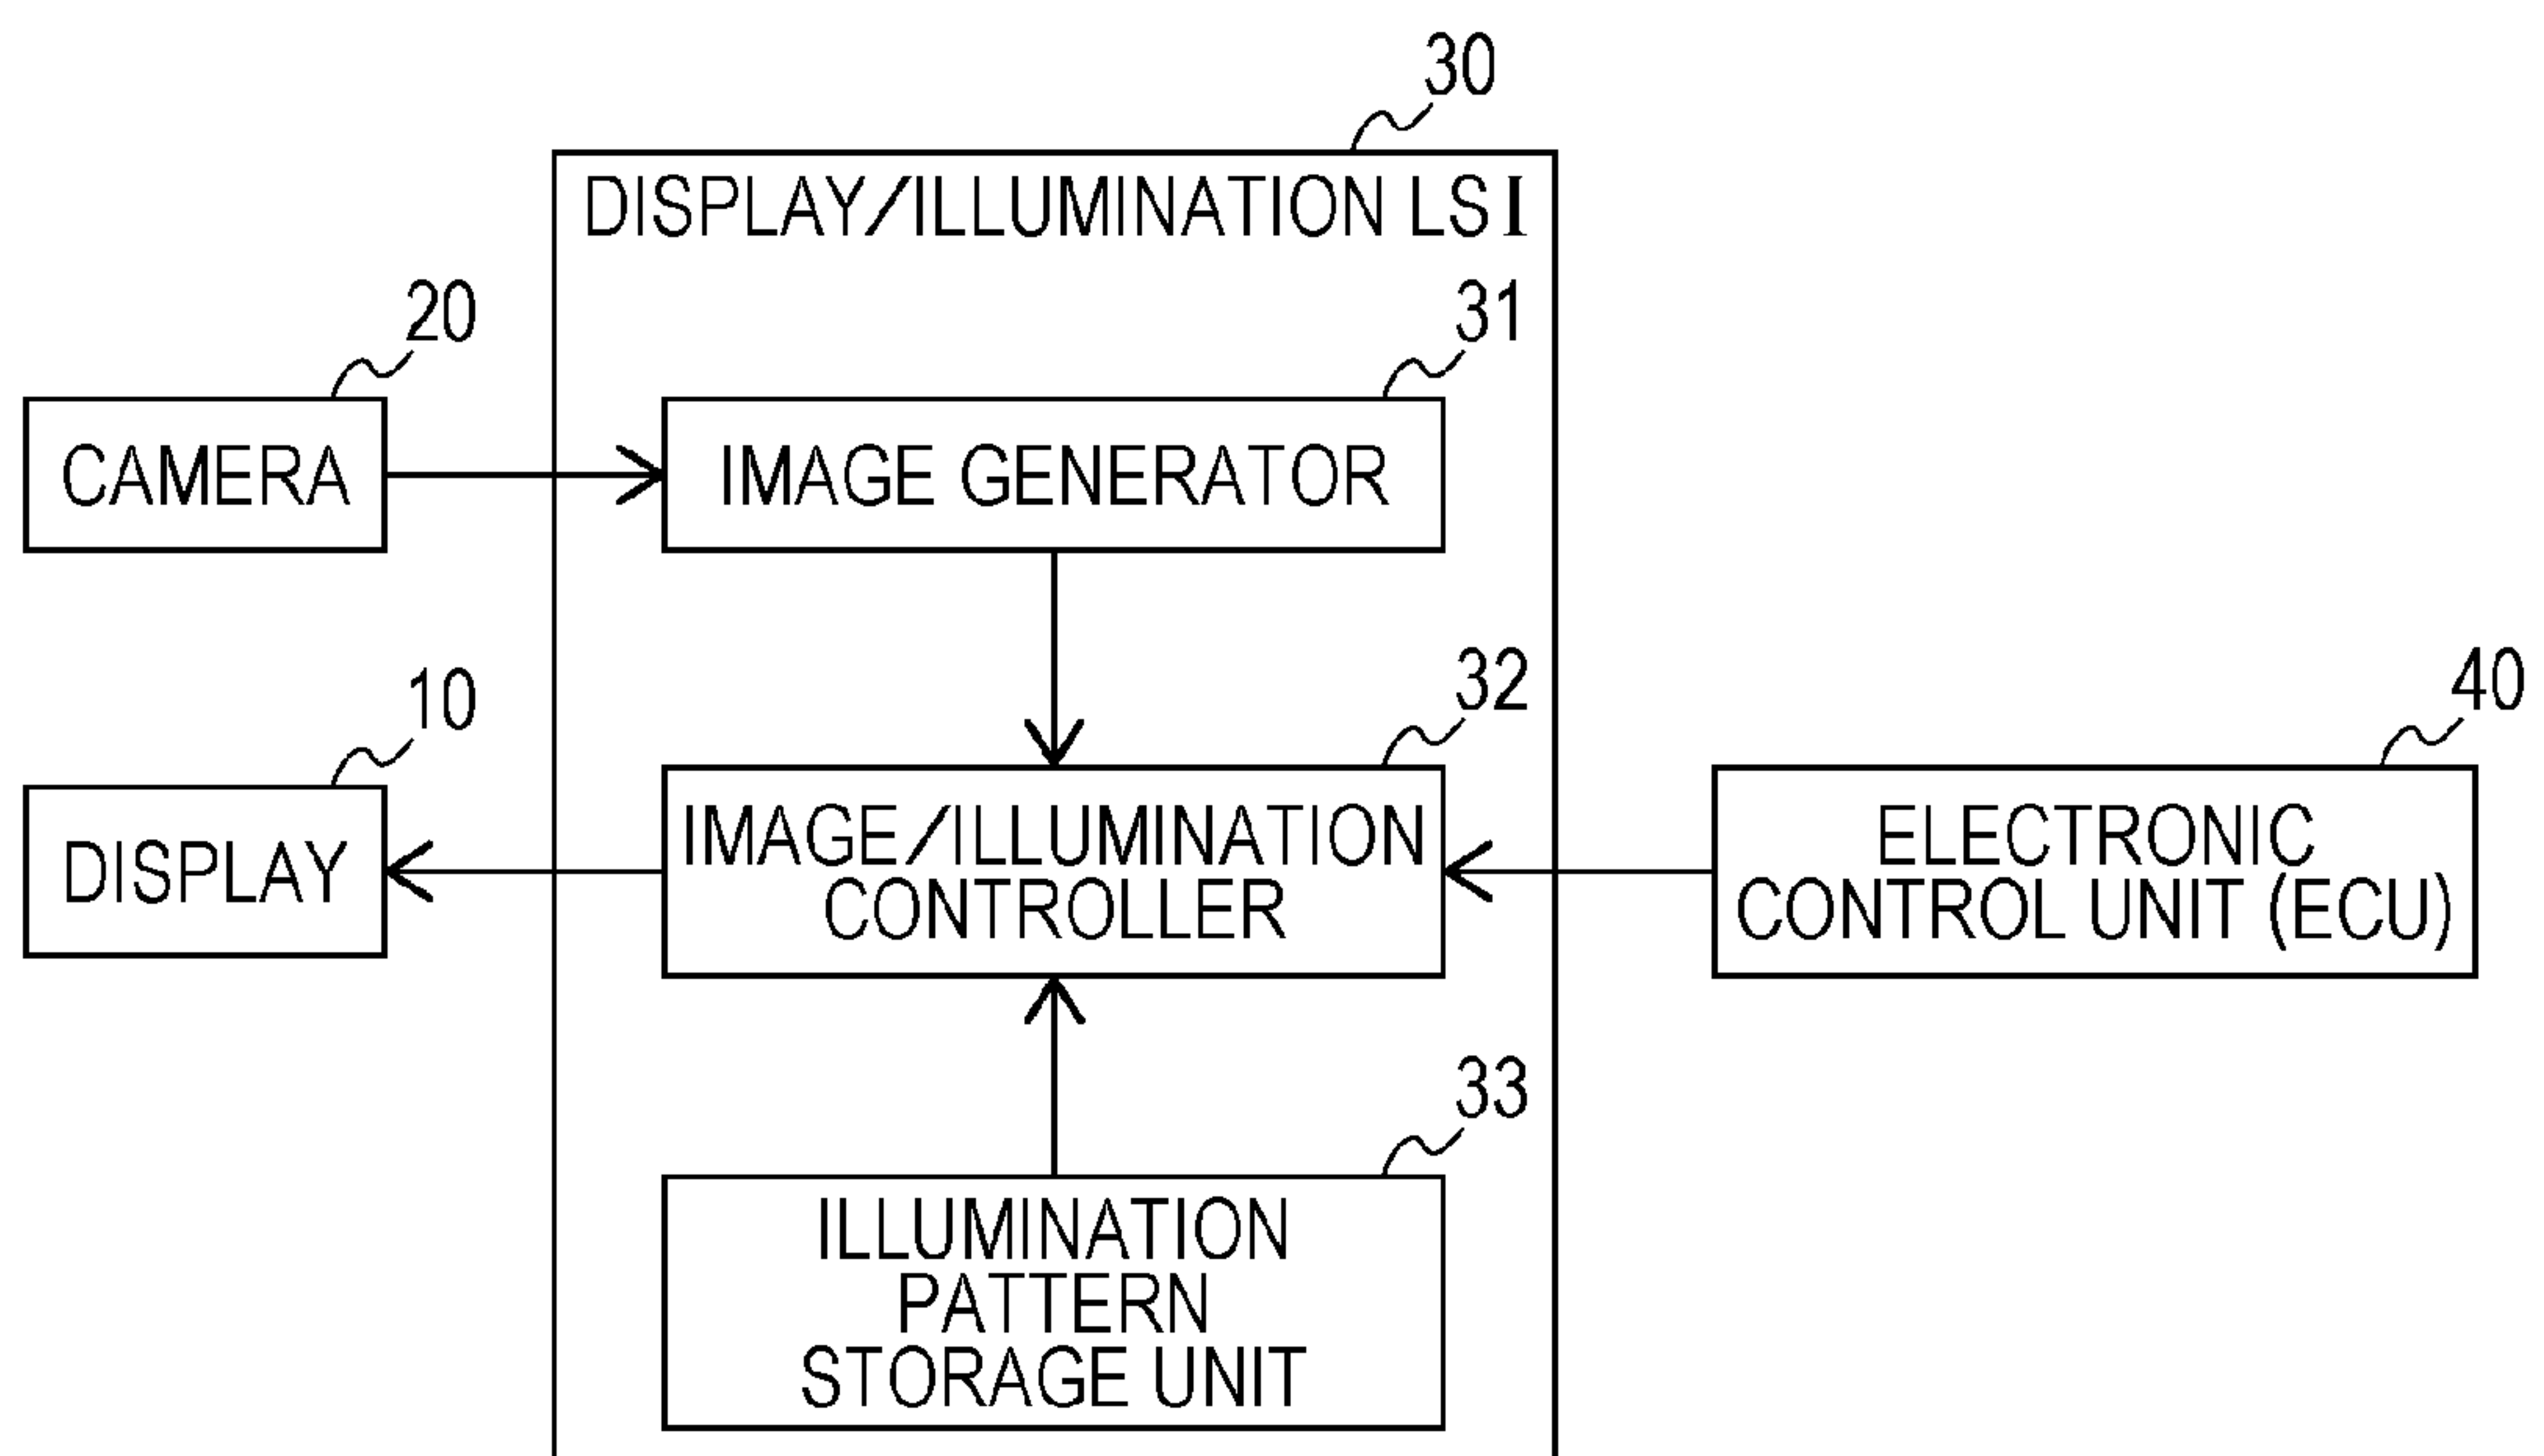 30
DISPLAY/ILLUMINATION LSI
20
31
CAMERA
IMAGE GENERATOR
10
32
40
DISPLAY
IMAGE/ILLUMINATION
CONTROLLER
ELECTRONIC
CONTROL UNIT (ECU)
33
ILLUMINATION
PATTERN
STORAGE UNIT